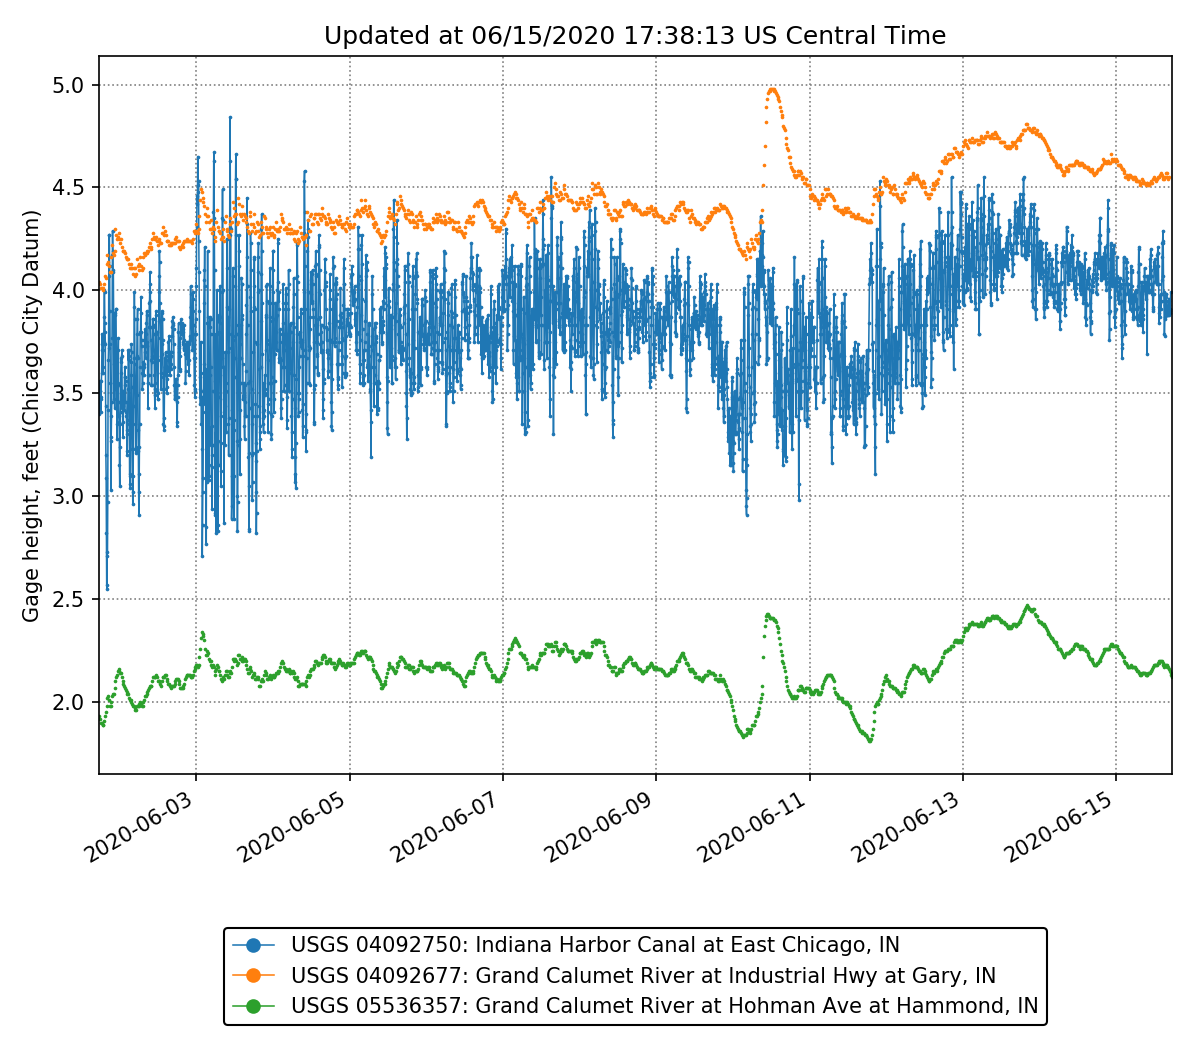 Updated at 06/15/2020 17:38:13 US Central Time
Gage height, feet (Chicago City Datum)
5.0
4.5
4.0
3.5
3.0
2.5
2.0
2020-06-03
2020-06-05
2020-06-07
2020-06-09
2020-06-11
2020-06-13
2020-06-15
USGS 04092750: Indiana Harbor Canal at East Chicago, IN
USGS 04092677: Grand Calumet River at Industrial Hwy at Gary, IN
USGS 05536357: Grand Calumet River at Hohman Ave at Hammond, IN